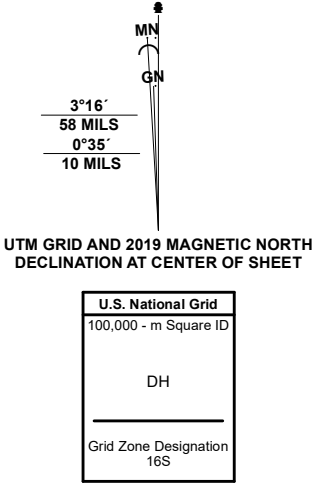 MN
GN
3°16´
58 MILS
0°35´
10 MILS
UTM GRID AND 2019 MAGNETIC NORTH
DECLINATION AT CENTER OF SHEET
U.S. National Grid
100,000 - m Square ID
DH
Grid Zone Designation
16S